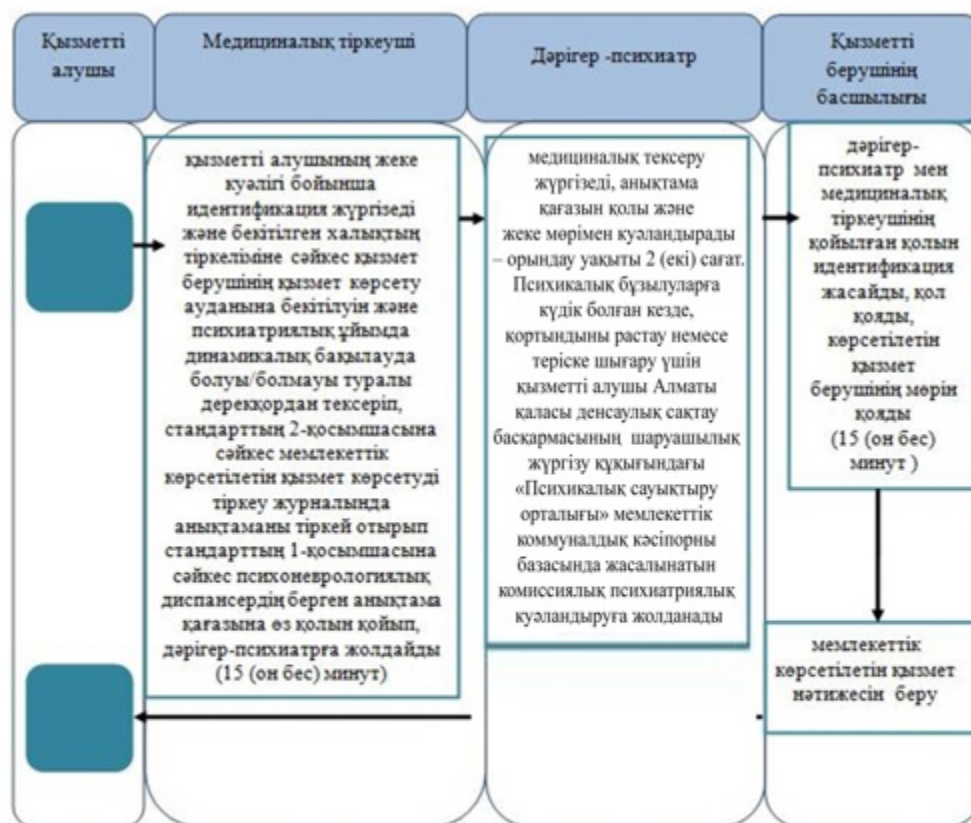 Қызметті
алушы
Медициналық тіркеуші
Дәрігер -психиатр
Қызметті
берушінің
басшылығы
қызметті алушының жеке
куәлігі бойынша
идентификация жүргізеді
және бекітілген халықтың
тіркеліміне сәйкес қызмет
берушінің қызмет көрсету
ауданына бекітілуін және
психиатриялық ұйымда
динамикалық бақылауда
болуы/болмауы туралы
дерекқордан тексеріп,
стандарттың 2-қосымшасына
сәйкес мемлекеттік
көрсетілетін қызмет көрсетуді
тіркеу журналында
анықтаманы тіркей отырып
стандарттың 1-қосымшасына
сәйкес психоневрологиялық
диспансердің берген анықтама
қағазына өз қолын қойып,
дәрігер-психиатрға жолдайды
(15 (он бес) минут)
медициналық тексеру
жүргізеді, анықтама
қағазын қолы және
жеке мөрімен куәландырады
– орындау уақыты 2 (екі) сағат.
Психикалық бұзылуларға
күдік болған кезде,
қортындыны растау немесе
теріске шығару үшін
қызметті алушы Алматы
қаласы денсаулық сақтау
басқармасының шаруашылық
жүргізу құқығындағы
«Психикалық сауықтыру
орталығы» мемлекеттік
коммуналдық кәсіпорны
базасында жасалынатын
комиссиялық психиатриялық
куәландыруға жолданады
дәрігер-
психиатр мен
медициналық
тіркеушінің
қойылған қолын
идентификация
жасайды, қол
қояды,
көрсетілетін
қызмет
берушінің мөрін
қояды
(15 (он бес)
минут )
мемлекеттік
көрсетілетін қызмет
нәтижесін беру